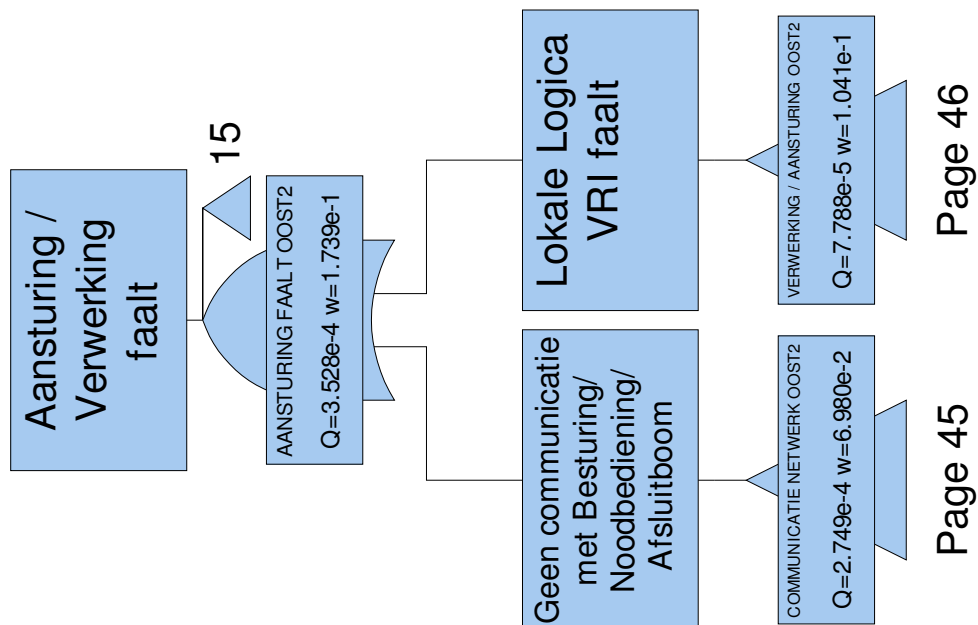 Aansturing /
Verwerking
faalt
15
AANSTURING FAALT OOST2
Q=3.528e-4 w=1.739e-1
Geen communicatie
met Besturing/
Noodbediening/
Afsluitboom
COMMUNICATIE NETWERK OOST2
Q=2.749e-4 w=6.980e-2
Page 45
Lokale Logica
VRI faalt
VERWERKING / AANSTURING OOST2
Q=7.788e-5 w=1.041e-1
Page 46